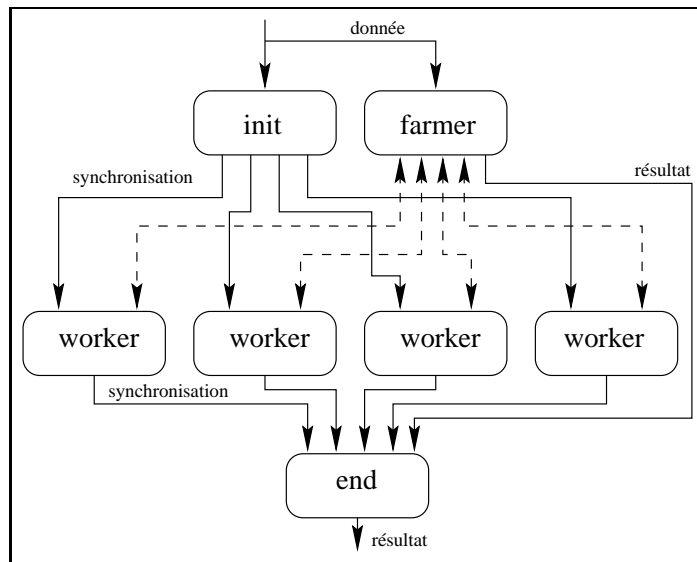 donnée
init
farmer
résultat
synchronisation
worker
worker
worker
worker
synchronisation
end
résultat